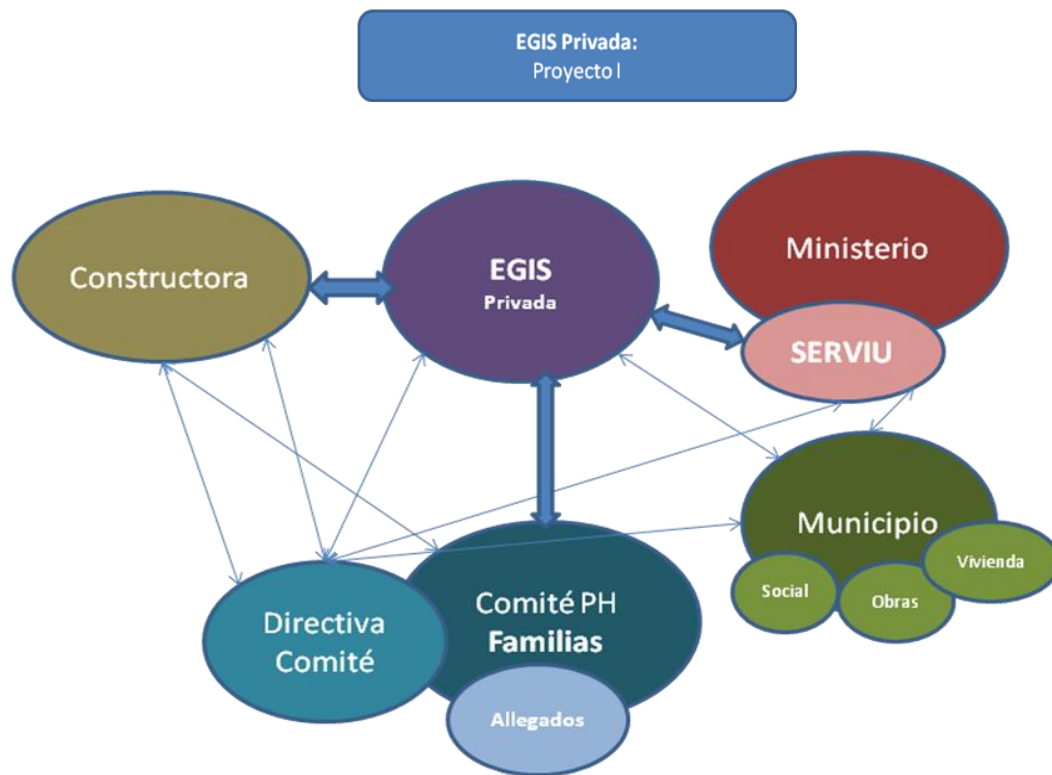 EGIS Privada:
Proyecto I
Constructora
EGIS
Privada
Ministerio
SERVIU
Municipio
Social
Obras
Vivienda
Directiva
Comité
Comité PH
Familias
Allegados